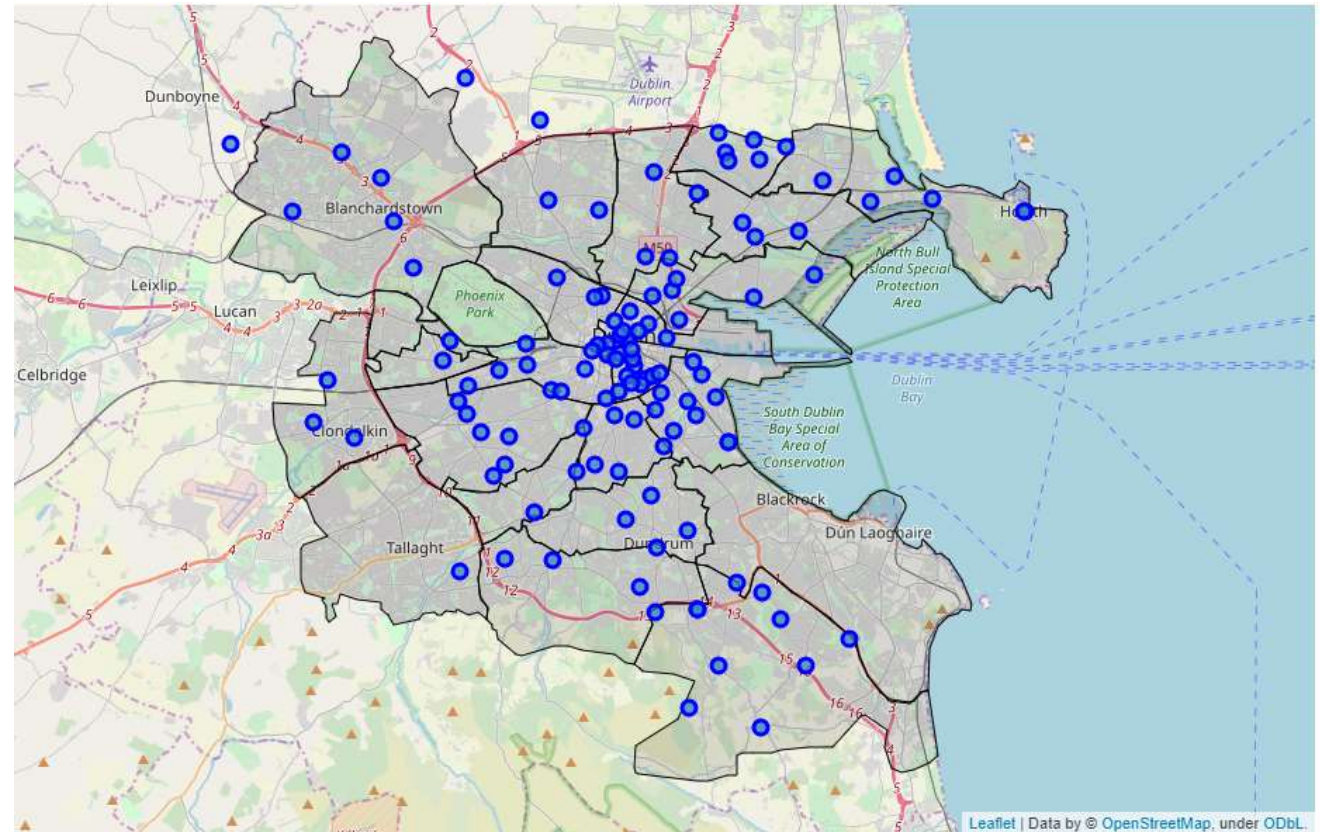 Dunboyne
Dublin
Airport
Blanchardstown
Howth
M50
North Bull
Island Special
Protection
Area
Leixlip
Lucan
Phoenix
Park
Celbridge
Dublin
Bay
South Dublin
Bay Special
Area of
Conservation
Clondalkin
Blackrock
Dún Laoghaire
Tallaght
Dundrum
Leaflet | Data by © OpenStreetMap, under ODbL.